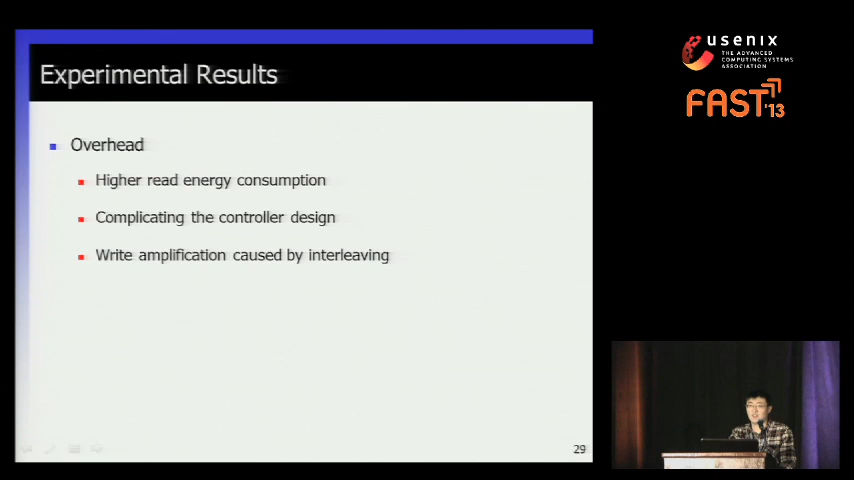 Experimental Results
Overhead
Higher read energy consumption
Complicating the controller design
Write amplification caused by interleaving
29
usenix
THE ADVANCED
COMPUTING SYSTEMS
ASSOCIATION
FAST'13